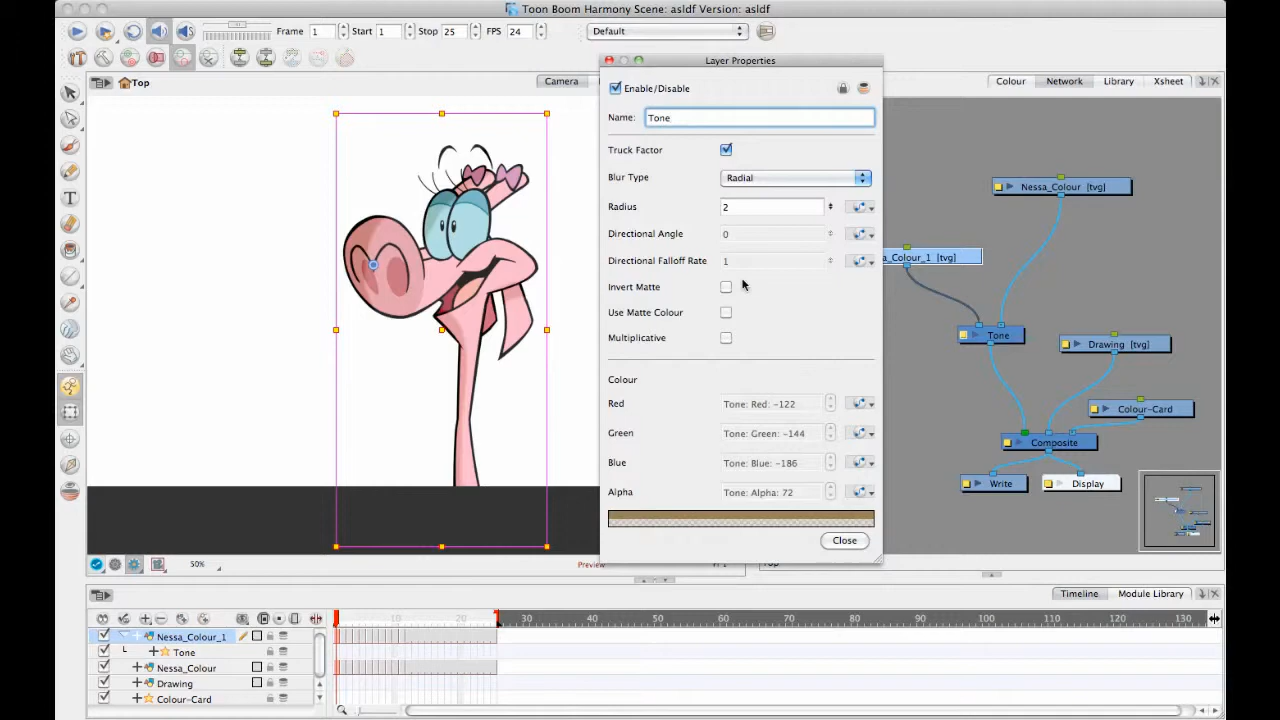 Toon Boom Harmony Scene: asldf Version: asldf
Frame 1 Start 1 Stop 25 FPS 24 Default
Top Camera
Colour Network Library Xsheet
Layer Properties
Enable/Disable
Name: Tone
Truck Factor
Blur Type Radial
Radius 2
Directional Angle 0
Directional Falloff Rate 1
Invert Matte
Use Matte Colour
Multiplicative
Colour
Red Tone: Red: -122
Green Tone: Green: -144
Blue Tone: Blue: -186
Alpha Tone: Alpha: 72
Close
Nessa_Colour [tvg]
a_Colour_1 [tvg]
Tone
Drawing [tvg]
Colour-Card
Composite
Write Display
50% Preview
Timeline Module Library
10 20 30 40 50 60 70 80 90 100 110 120 130
Nessa_Colour_1
Tone
Nessa_Colour
Drawing
Colour-Card